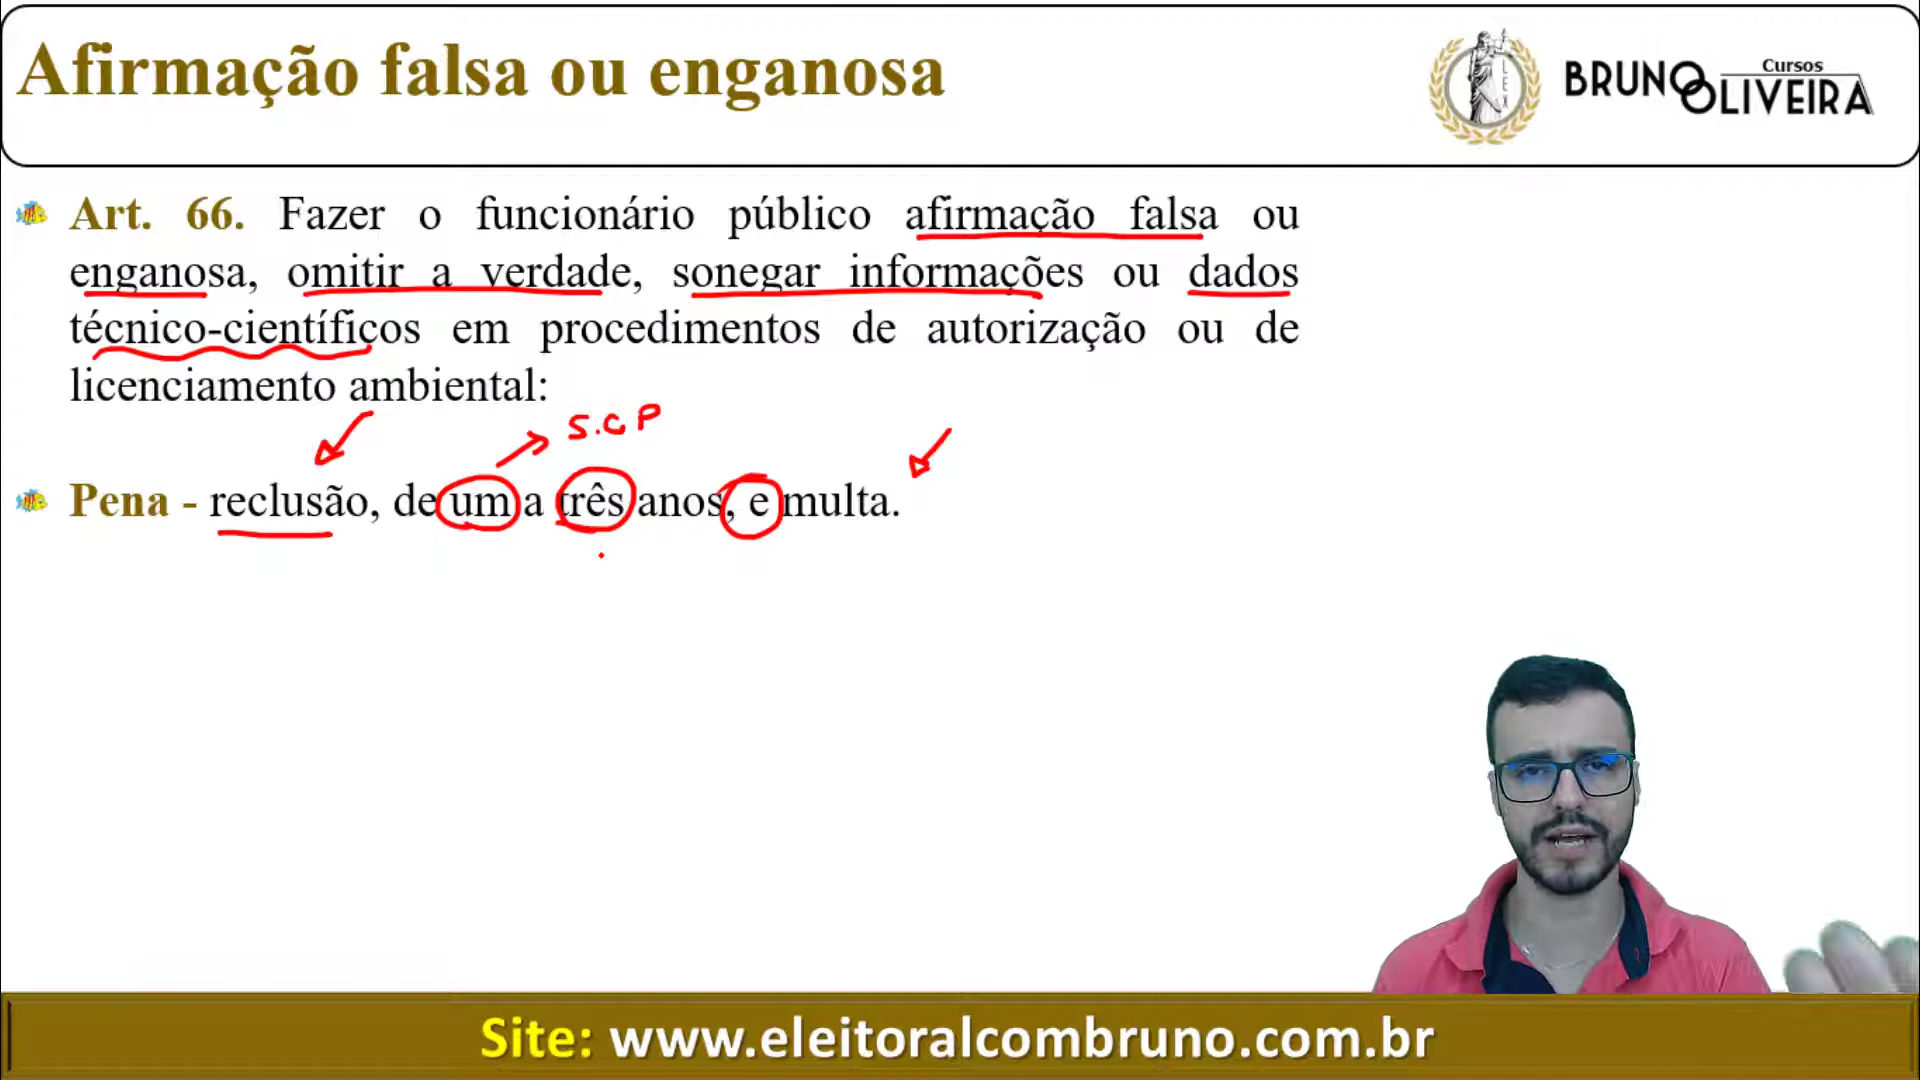 Afirmação falsa ou enganosa
Cursos
BRUNO
OLIVEIRA
LEX
Art. 66. Fazer o funcionário público afirmação falsa ou
enganosa, omitir a verdade, sonegar informações ou dados
técnico-científicos em procedimentos de autorização ou de
licenciamento ambiental:
S.C P
Pena - reclusão, de um a três anos, e multa.
Site: www.eleitoralcombruno.com.br